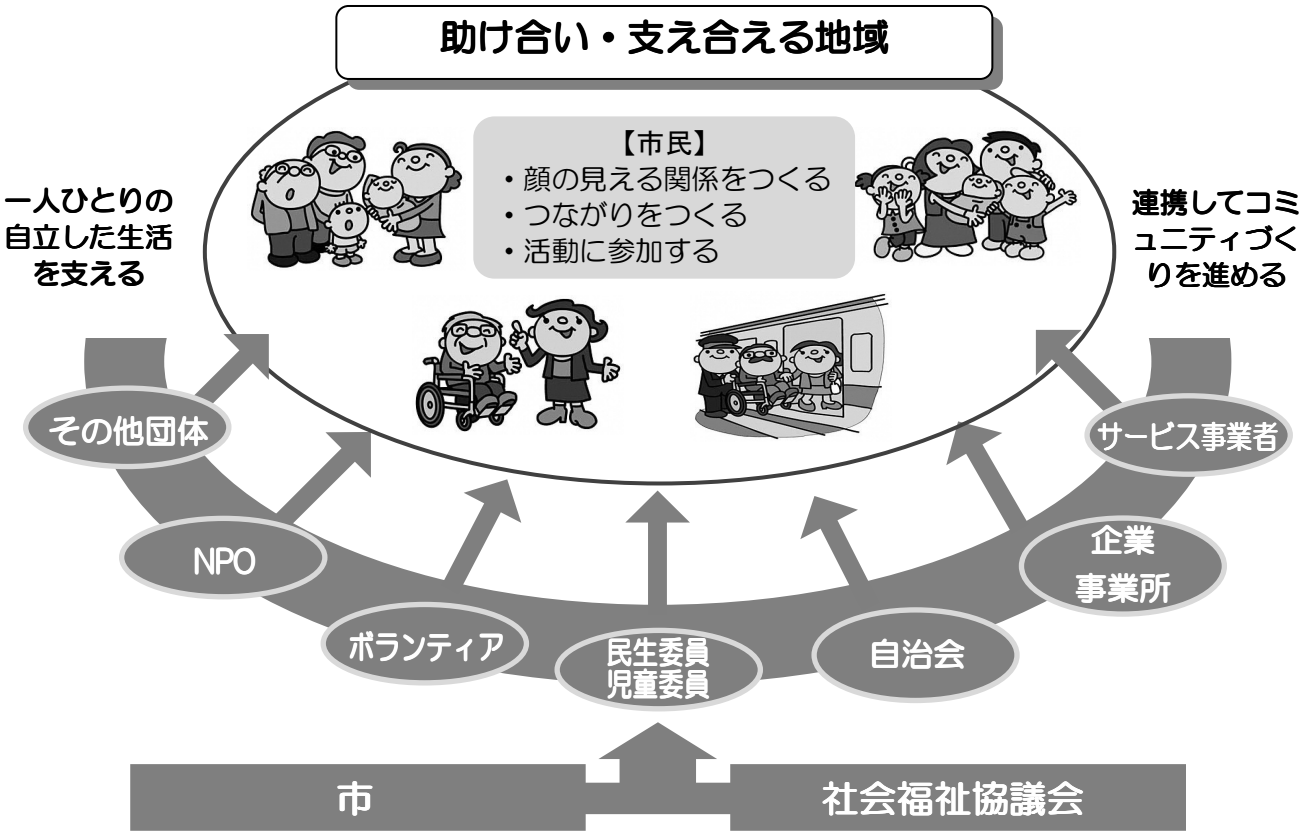 助け合い・支え合える地域
【市民】
・顔の見える関係をつくる
・つながりをつくる
・活動に参加する
一人ひとりの
自立した生活
を支える
連携してコミ
ュニティづく
りを進める
その他団体
NPO
ボランティア
民生委員
児童委員
自治会
企業
事業所
サービス事業者
市
社会福祉協議会